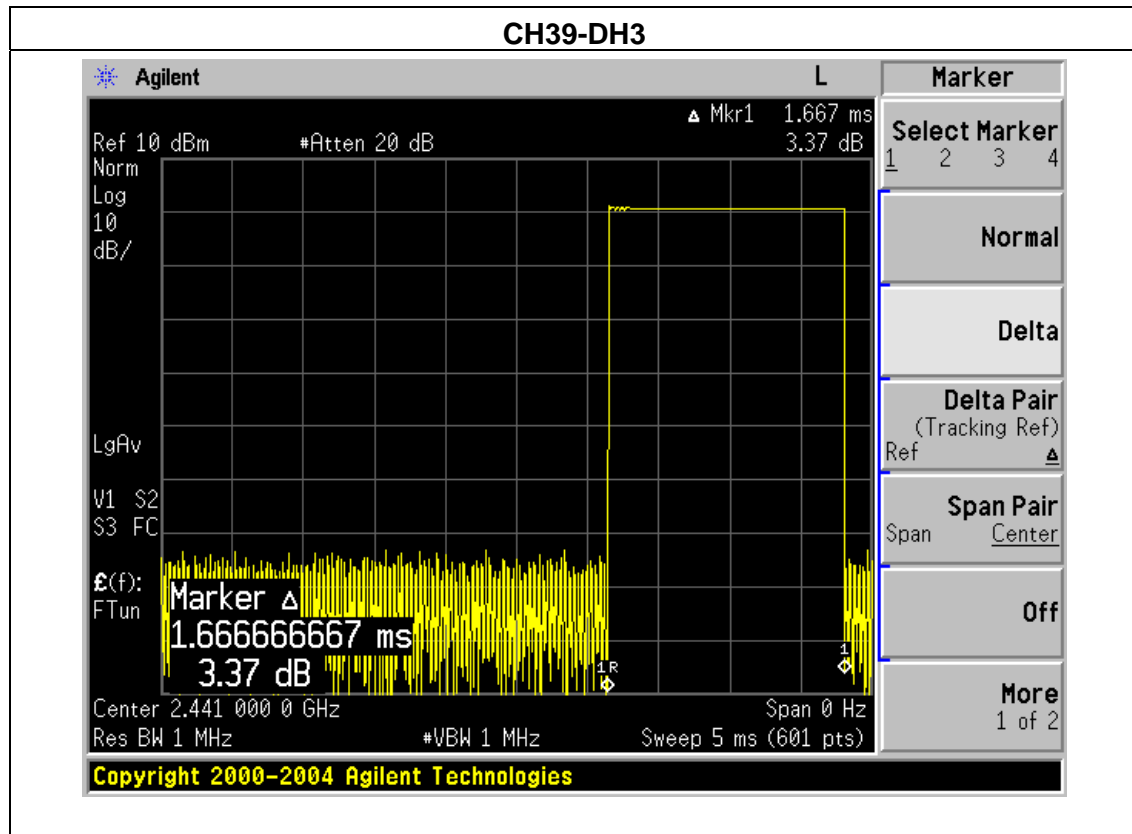 CH39-DH3
Agilent L Marker
Δ Mkr1 1.667 ms
Ref 10 dBm #Atten 20 dB 3.37 dB
Norm
Log
10
dB/
LgAv
V1 S2
S3 FC
£(f):
FTun
Marker Δ
1.666666667 ms
3.37 dB
1R
1
Center 2.441 000 0 GHz Span 0 Hz
Res BW 1 MHz #VBW 1 MHz Sweep 5 ms (601 pts)
Copyright 2000-2004 Agilent Technologies
Select Marker
1 2 3 4
Normal
Delta
Delta Pair
(Tracking Ref)
Ref Δ
Span Pair
Span Center
Off
More
1 of 2